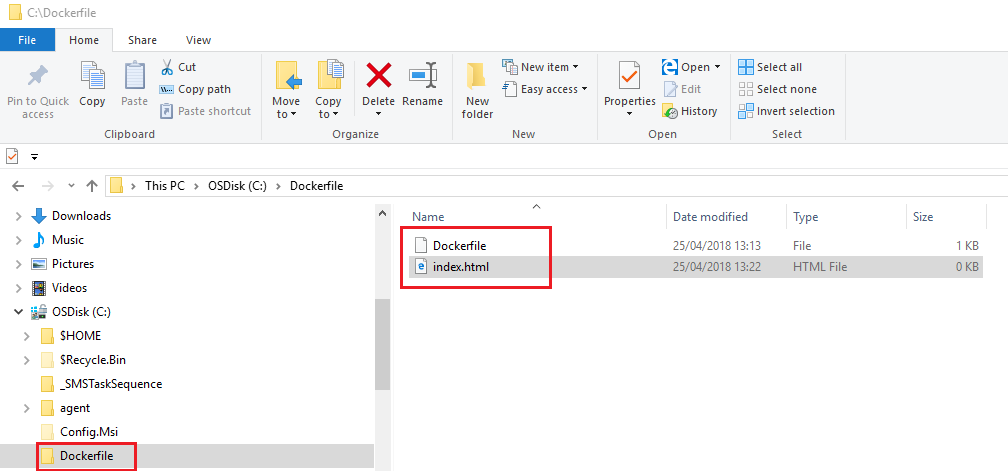 C:\Dockerfile
File Home Share View
Pin to Quick access
Copy
Paste
Cut
Copy path
Paste shortcut
Clipboard
Move to
Copy to
Delete
Rename
Organize
New folder
New item
Easy access
New
Properties
Open
Edit
History
Open
Select all
Select none
Invert selection
Select
This PC OSDisk (C:) Dockerfile
Downloads
Music
Pictures
Videos
OSDisk (C:)
$HOME
$Recycle.Bin
_SMSTaskSequence
agent
Config.Msi
Dockerfile
Name Date modified Type Size
Dockerfile 25/04/2018 13:13 File 1 KB
index.html 25/04/2018 13:22 HTML File 0 KB